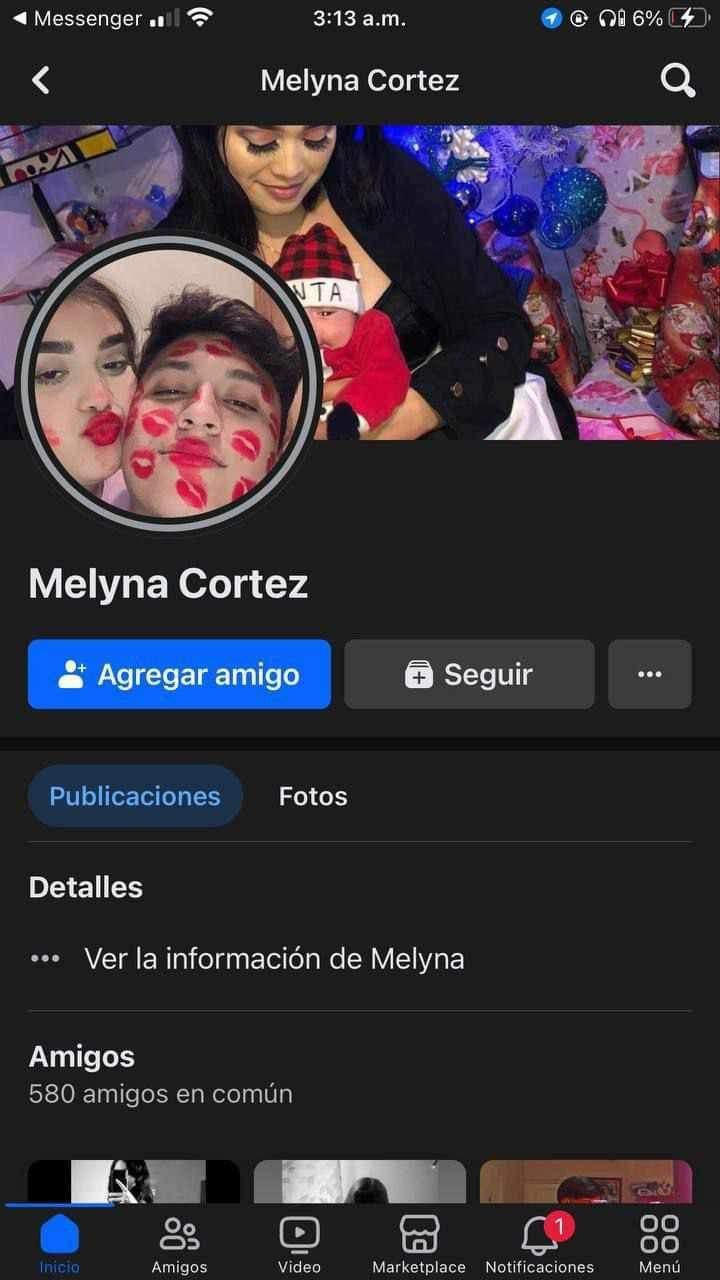 Messenger
3:13 a.m.
6%
Melyna Cortez
NTA
Melyna Cortez
Agregar amigo
Seguir
Publicaciones
Fotos
Detalles
Ver la información de Melyna
Amigos
580 amigos en común
1
Inicio
Amigos
Video
Marketplace
Notificaciones
Menú